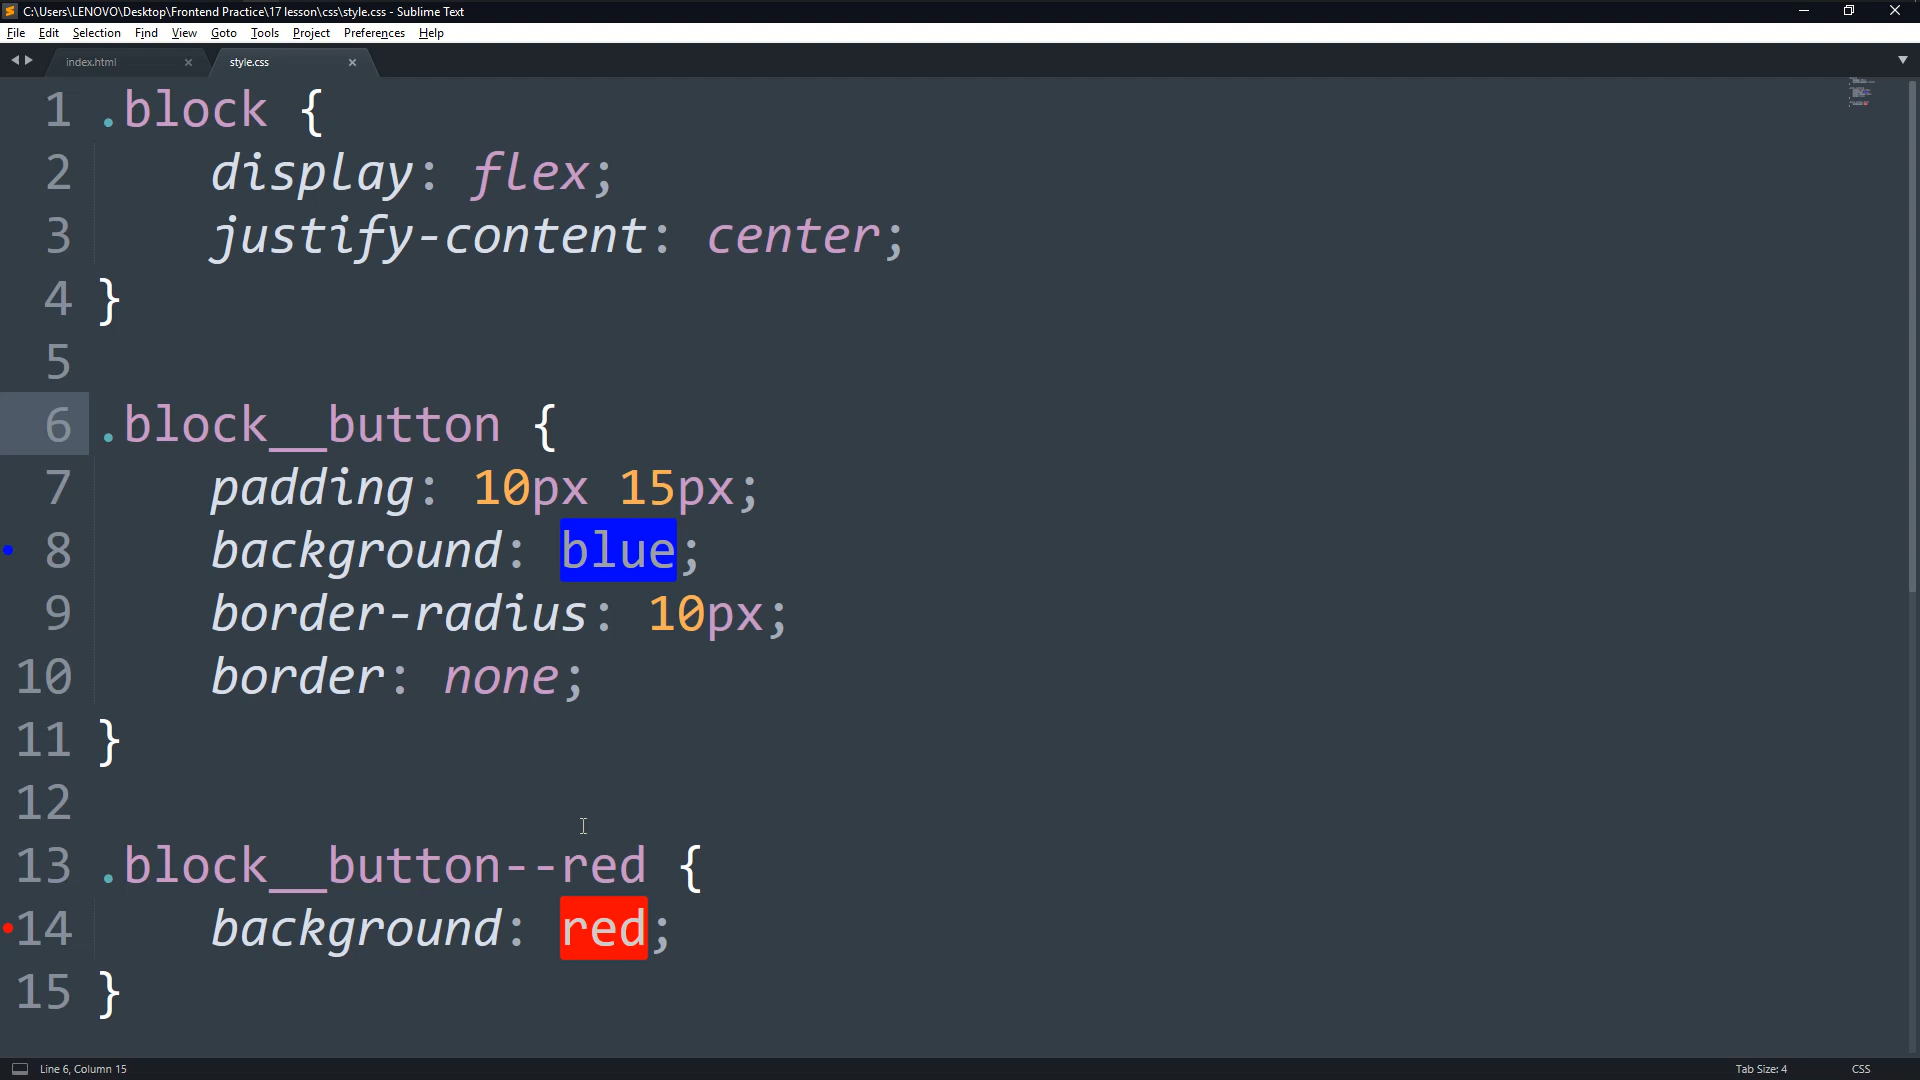 C:\Users\LENOVO\Desktop\Frontend Practice\17 lesson\css\style.css - Sublime Text
File Edit Selection Find View Goto Tools Project Preferences Help
index.html style.css
1 .block {
2 display: flex;
3 justify-content: center;
4 }
5
6 .block__button {
7 padding: 10px 15px;
8 background: blue;
9 border-radius: 10px;
10 border: none;
11 }
12
13 .block__button--red {
14 background: red;
15 }
Line 6, Column 15 Tab Size: 4 CSS